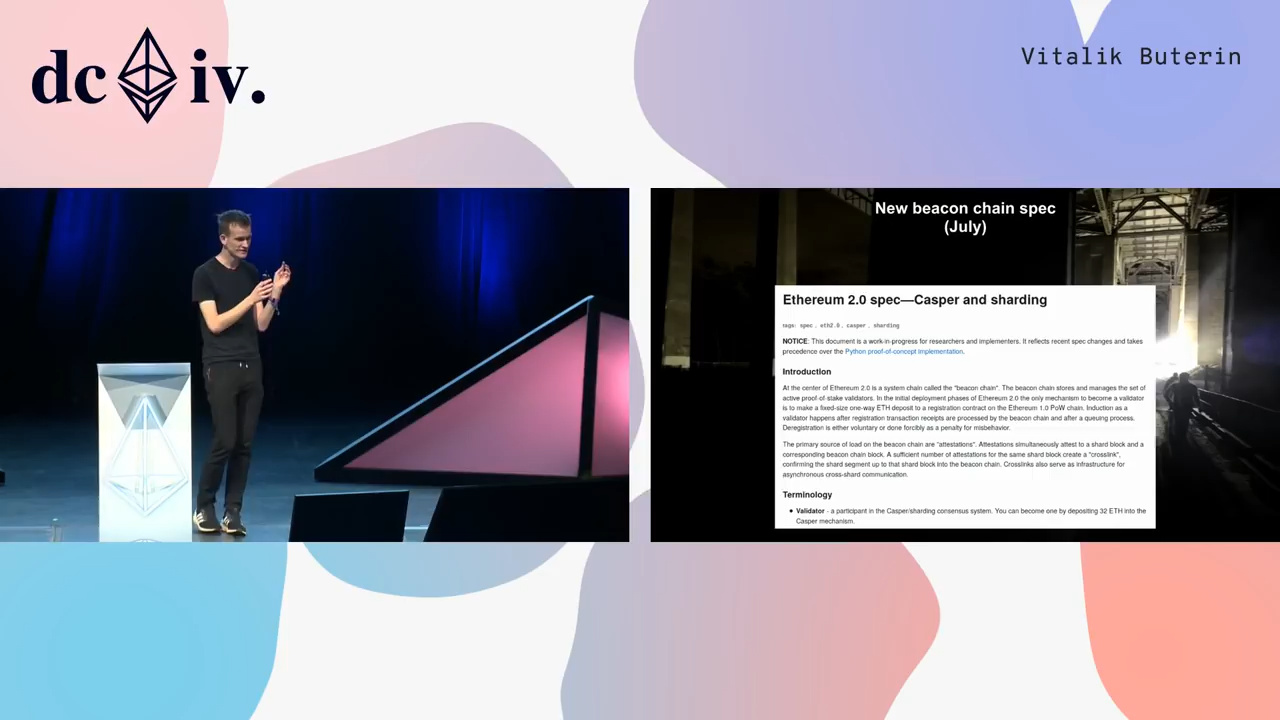 dc iv.
Vitalik Buterin
New beacon chain spec
(July)
Ethereum 2.0 spec—Casper and sharding
tags: spec , eth2.0 , casper , sharding
NOTICE: This document is a work-in-progress for researchers and implementers. It reflects recent spec changes and takes
precedence over the Python proof-of-concept implementation.
Introduction
At the center of Ethereum 2.0 is a system chain called the "beacon chain". The beacon chain stores and manages the set of
active proof-of-stake validators. In the initial deployment phases of Ethereum 2.0 the only mechanism to become a validator
is to make a fixed-size one-way ETH deposit to a registration contract on the Ethereum 1.0 PoW chain. Induction as a
validator happens after registration transaction receipts are processed by the beacon chain and after a queuing process.
Deregistration is either voluntary or done forcibly as a penalty for misbehavior.
The primary source of load on the beacon chain are "attestations". Attestations simultaneously attest to a shard block and a
corresponding beacon chain block. A sufficient number of attestations for the same shard block create a "crosslink",
confirming the shard segment up to that shard block into the beacon chain. Crosslinks also serve as infrastructure for
asynchronous cross-shard communication.
Terminology
• Validator - a participant in the Casper/sharding consensus system. You can become one by depositing 32 ETH into the
Casper mechanism.